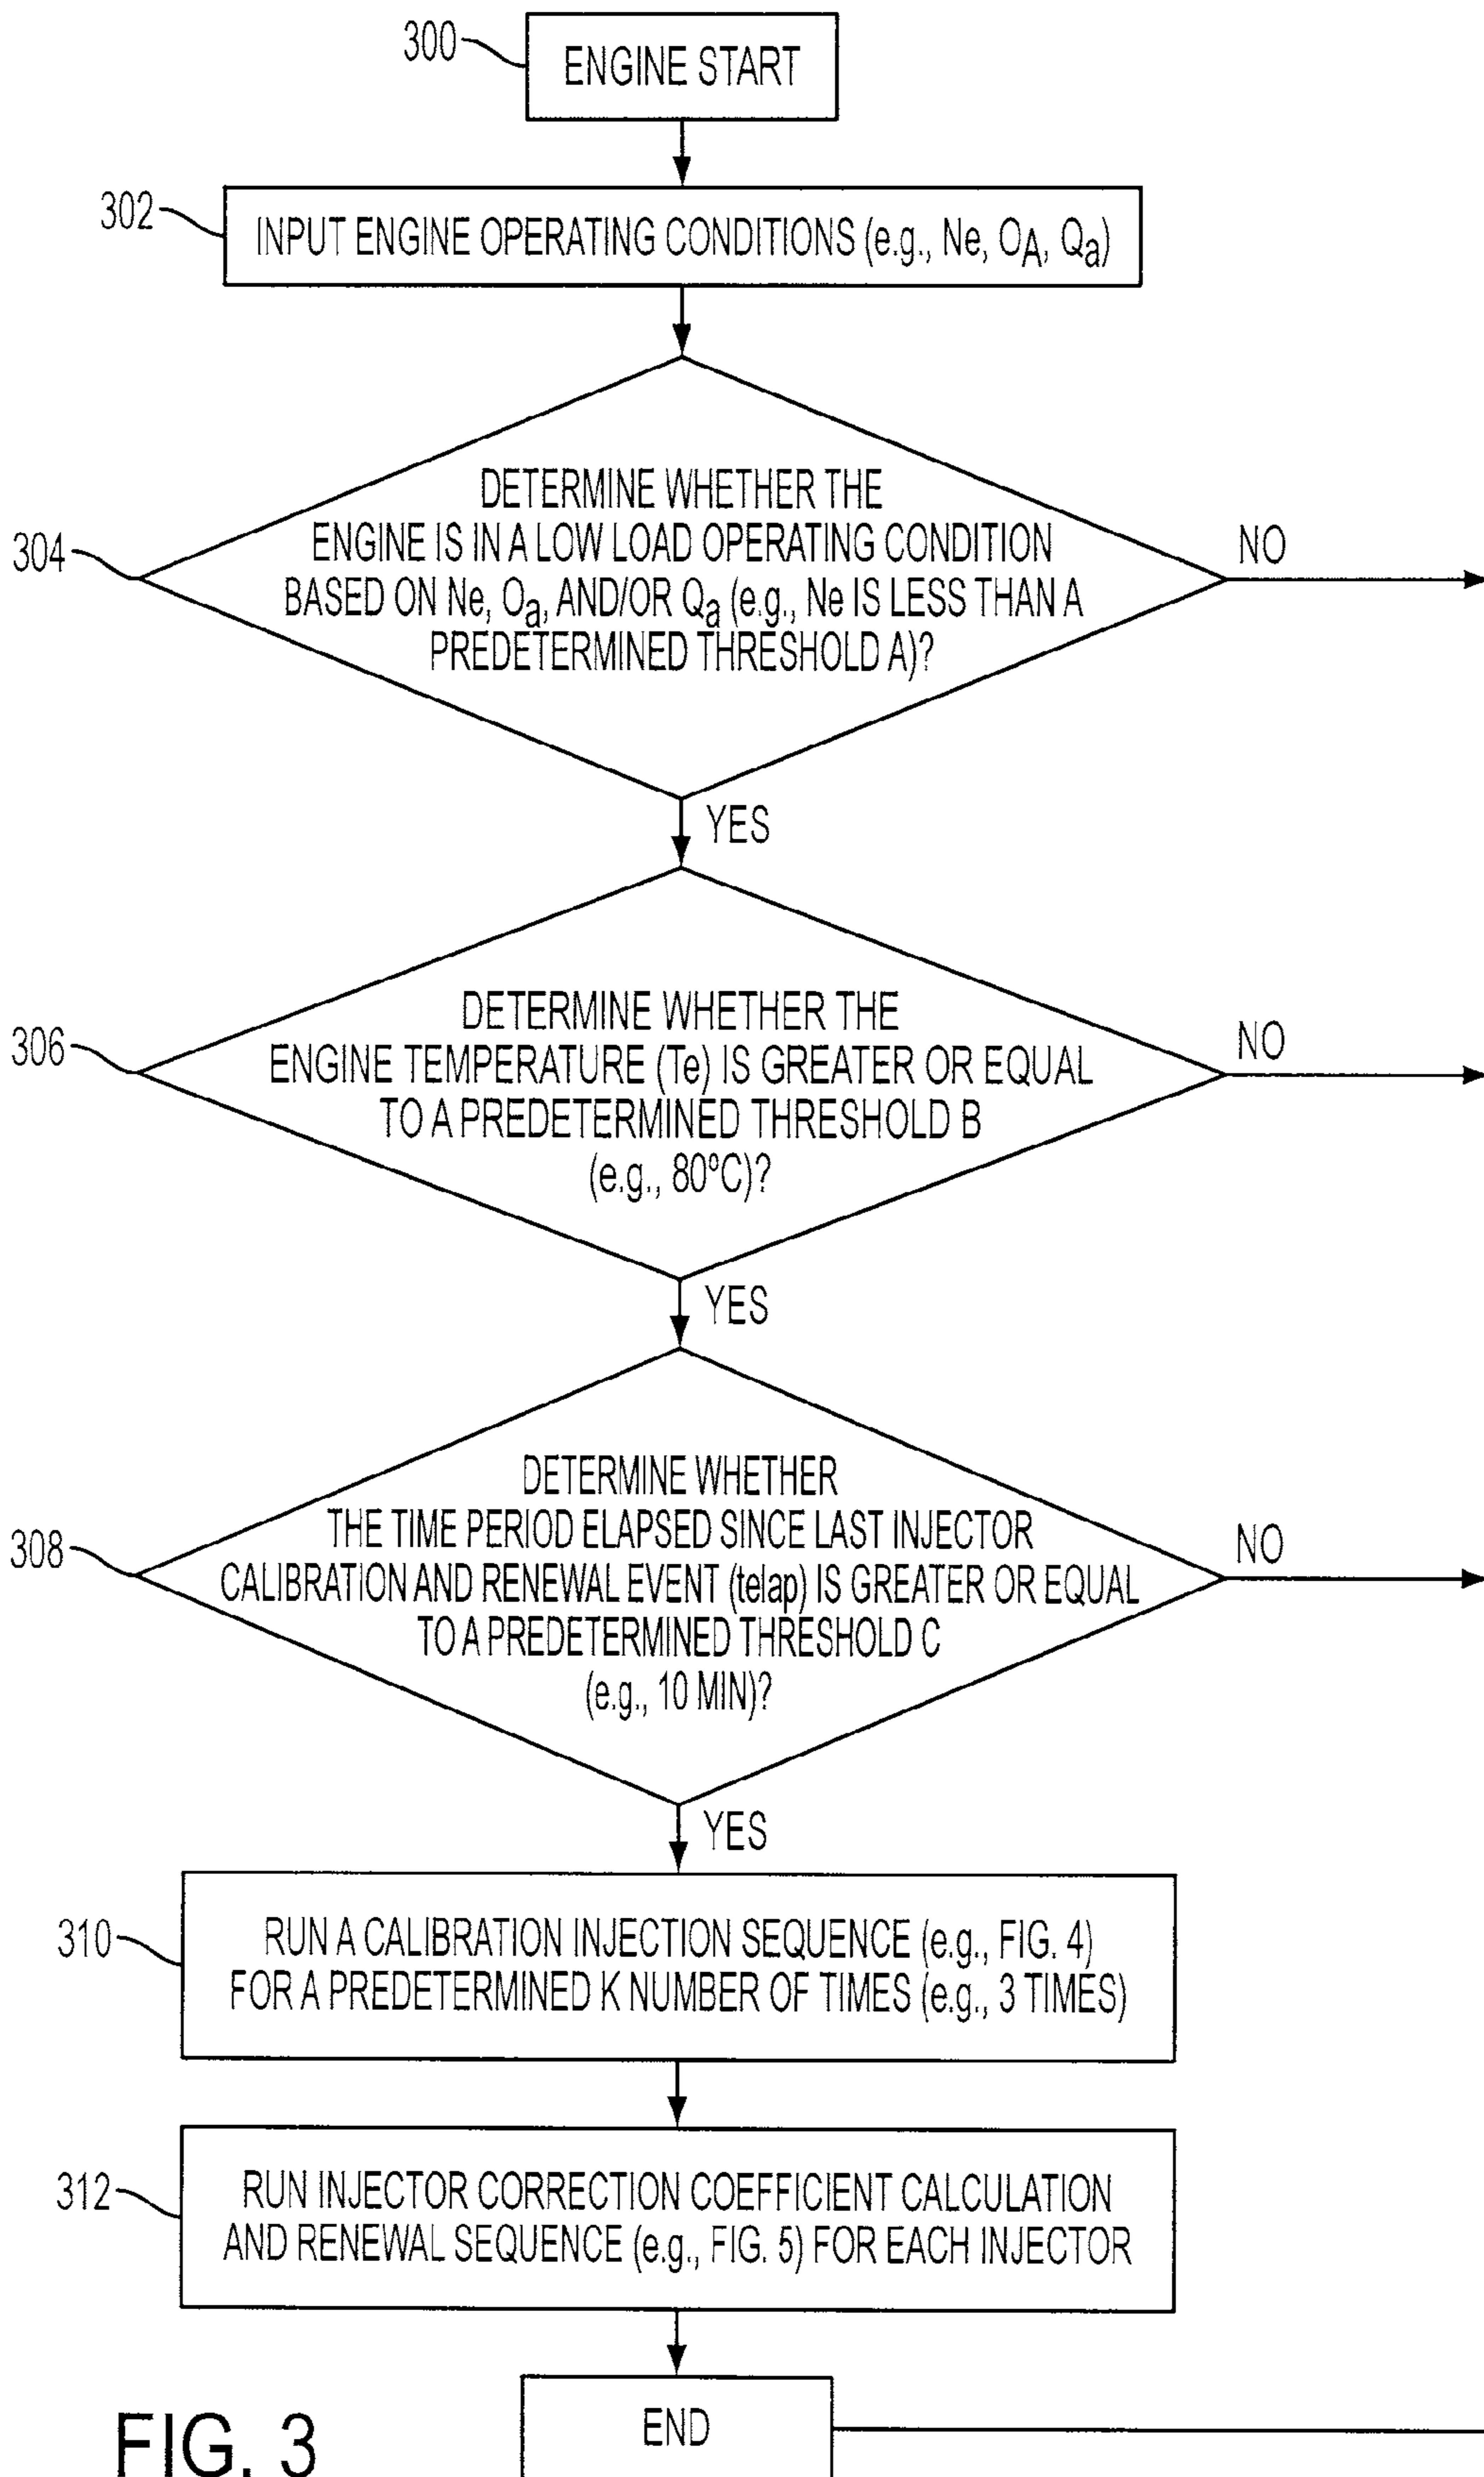 300
ENGINE START
302
INPUT ENGINE OPERATING CONDITIONS (e.g., Ne, OA, Qa)
304
DETERMINE WHETHER THE
ENGINE IS IN A LOW LOAD OPERATING CONDITION
BASED ON Ne, Oa, AND/OR Qa (e.g., Ne IS LESS THAN A
PREDETERMINED THRESHOLD A)?
NO
YES
306
DETERMINE WHETHER THE
ENGINE TEMPERATURE (Te) IS GREATER OR EQUAL
TO A PREDETERMINED THRESHOLD B
(e.g., 80°C)?
NO
YES
308
DETERMINE WHETHER
THE TIME PERIOD ELAPSED SINCE LAST INJECTOR
CALIBRATION AND RENEWAL EVENT (telap) IS GREATER OR EQUAL
TO A PREDETERMINED THRESHOLD C
(e.g., 10 MIN)?
NO
YES
310
RUN A CALIBRATION INJECTION SEQUENCE (e.g., FIG. 4)
FOR A PREDETERMINED K NUMBER OF TIMES (e.g., 3 TIMES)
312
RUN INJECTOR CORRECTION COEFFICIENT CALCULATION
AND RENEWAL SEQUENCE (e.g., FIG. 5) FOR EACH INJECTOR
END
FIG. 3